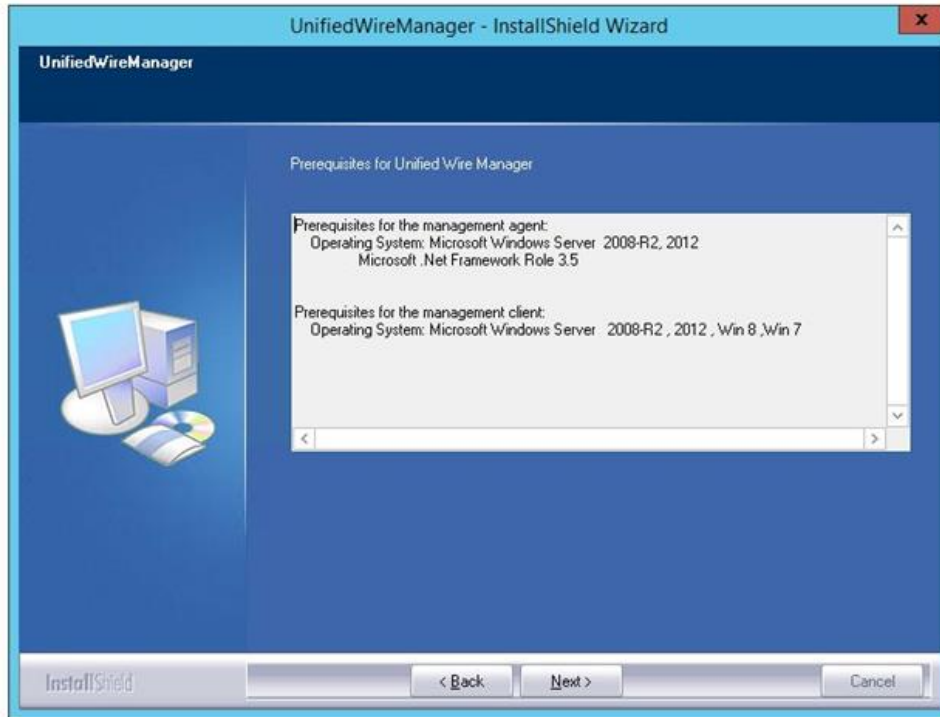 UnifiedWireManager - InstallShield Wizard
x
UnifiedWireManager
Prerequisites for Unified Wire Manager
Prerequisites for the management agent:
Operating System: Microsoft Windows Server 2008-R2, 2012
Microsoft .Net Framework Role 3.5
Prerequisites for the management client:
Operating System: Microsoft Windows Server 2008-R2 , 2012 , Win 8 ,Win 7
InstallShield
< Back
Next >
Cancel